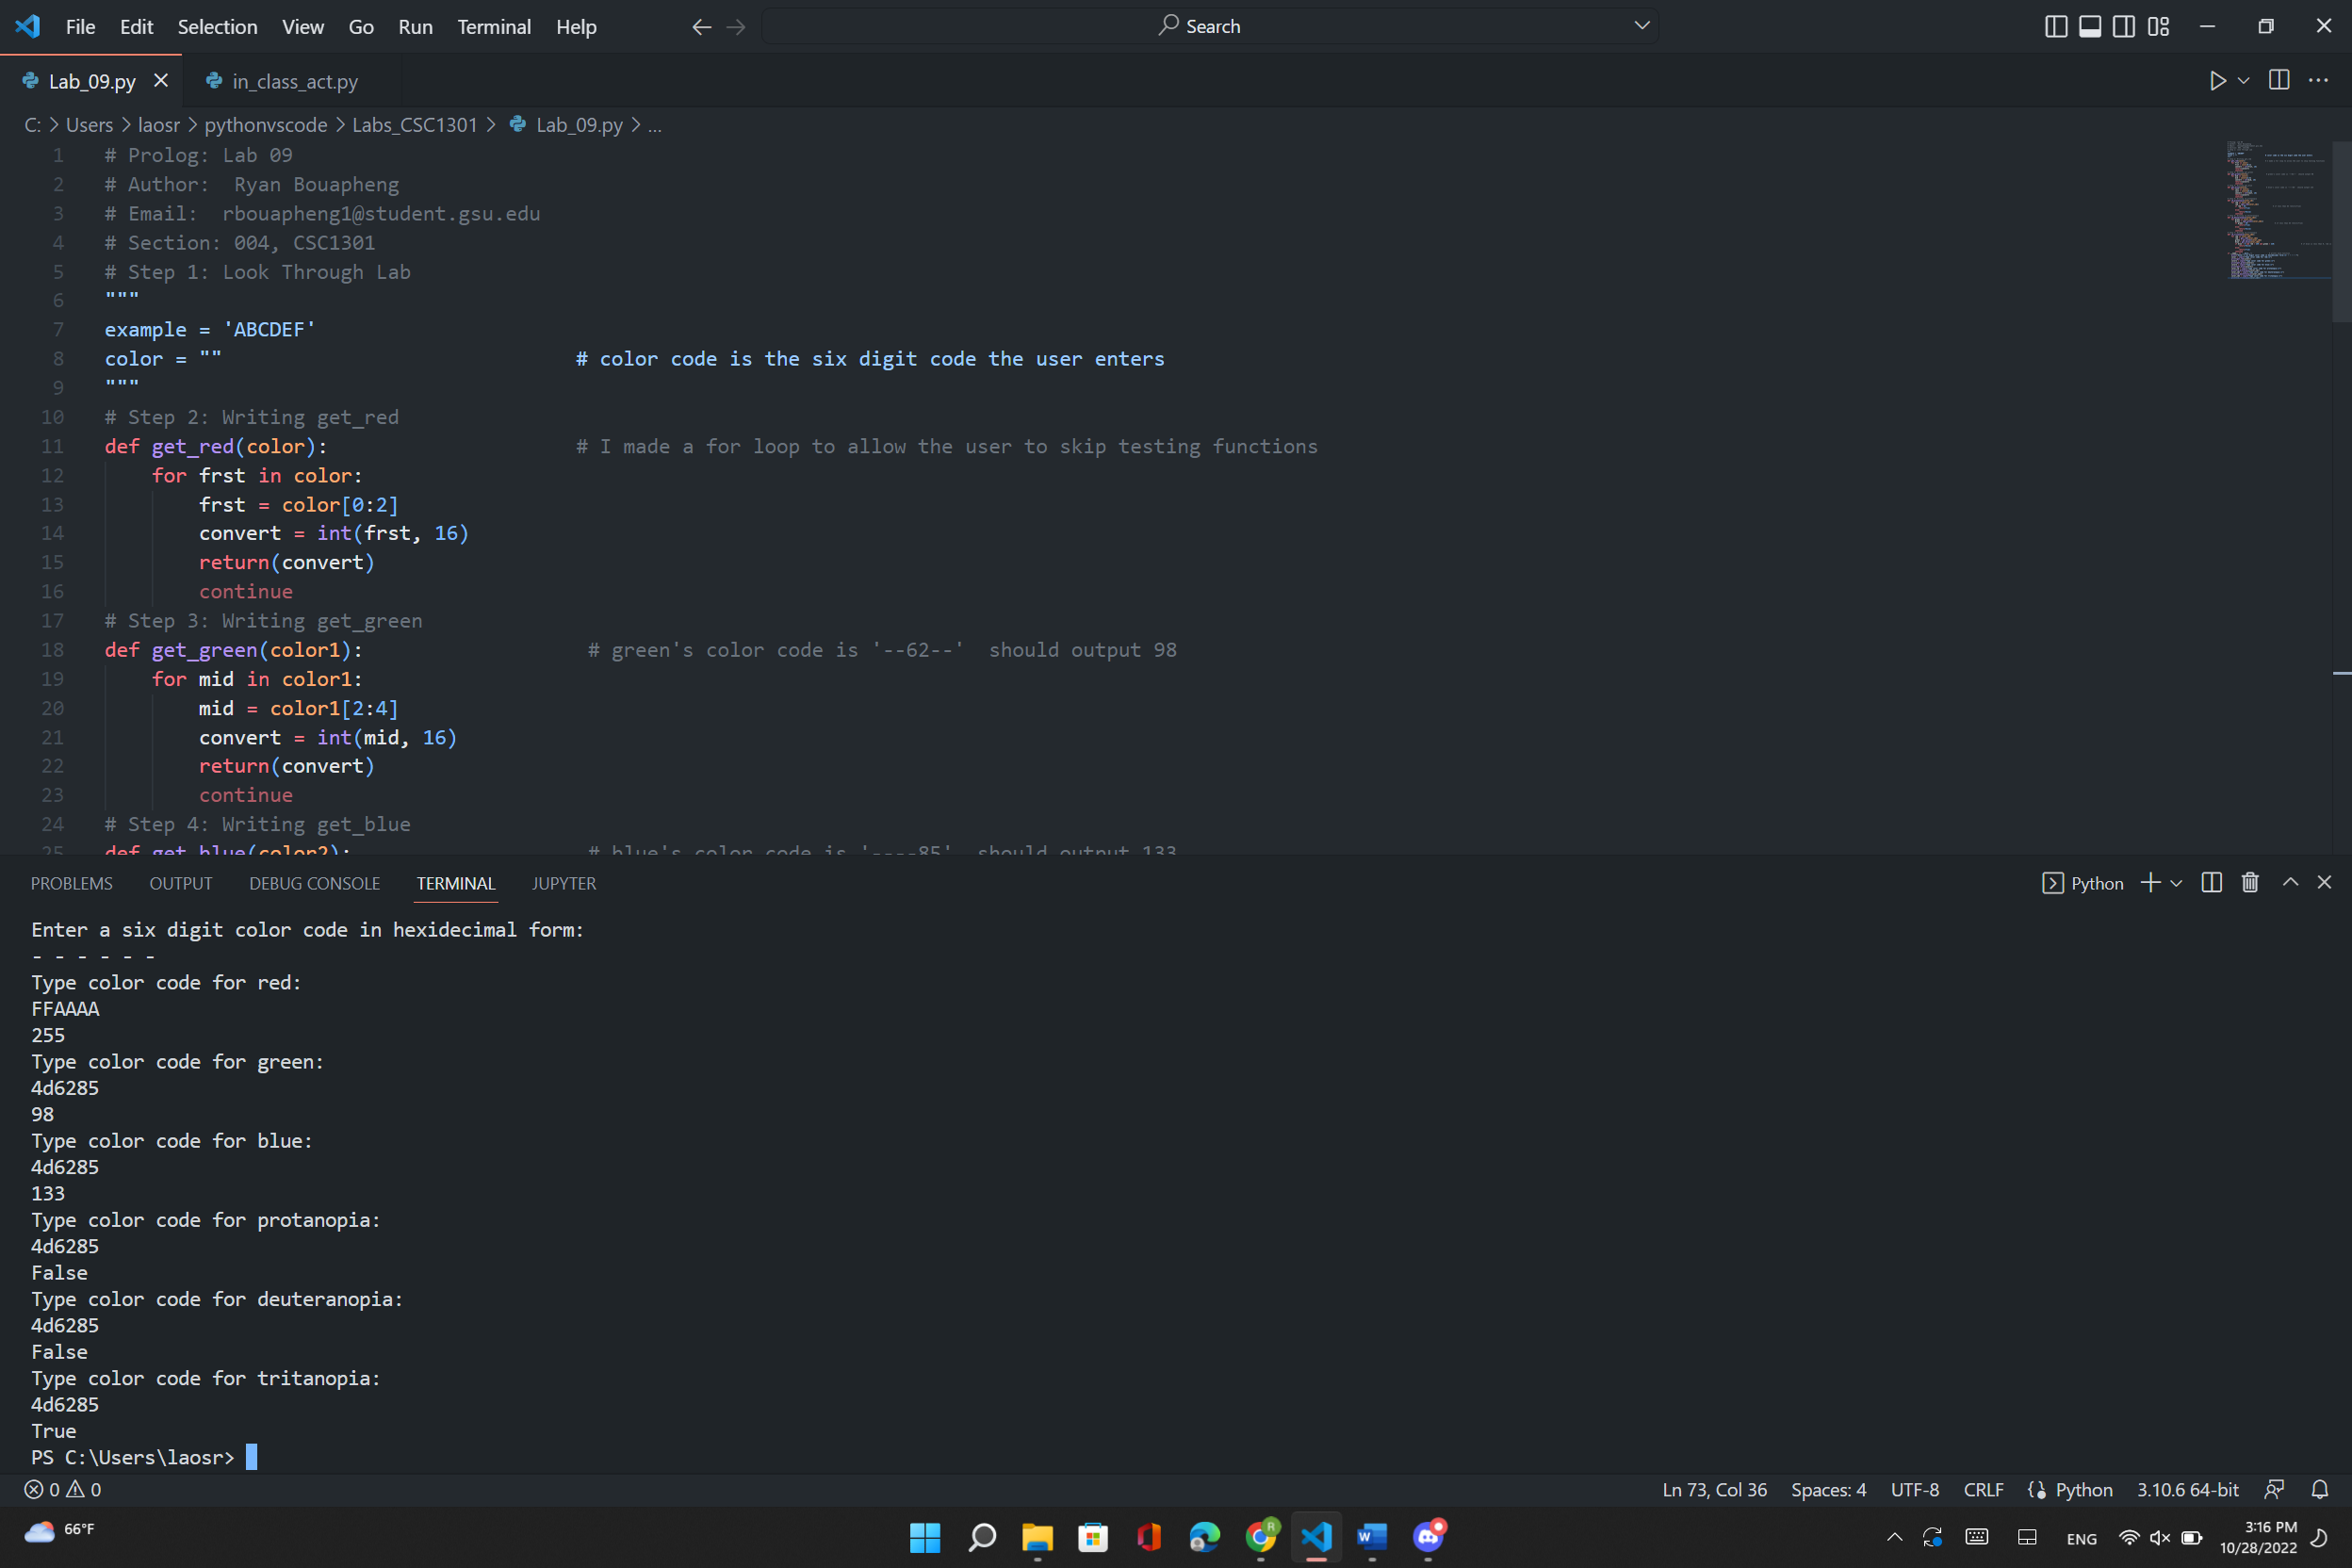 File Edit Selection View Go Run Terminal Help
Search
Lab_09.py in_class_act.py
C: > Users > laosr > pythonvscode > Labs_CSC1301 > Lab_09.py > ...
1 # Prolog: Lab 09
2 # Author:  Ryan Bouapheng
3 # Email:  rbouapheng1@student.gsu.edu
4 # Section: 004, CSC1301
5 # Step 1: Look Through Lab
6 """
7 example = 'ABCDEF'
8 color = "" # color code is the six digit code the user enters
9 """
10 # Step 2: Writing get_red
11 def get_red(color): # I made a for loop to allow the user to skip testing functions
12 for frst in color:
13 frst = color[0:2]
14 convert = int(frst, 16)
15 return(convert)
16 continue
17 # Step 3: Writing get_green
18 def get_green(color1): # green's color code is '--62--'  should output 98
19 for mid in color1:
20 mid = color1[2:4]
21 convert = int(mid, 16)
22 return(convert)
23 continue
24 # Step 4: Writing get_blue
25 def get_blue(color2): # blue's color code is '----85'  should output 133
PROBLEMS OUTPUT DEBUG CONSOLE TERMINAL JUPYTER Python
Enter a six digit color code in hexidecimal form:
- - - - - -
Type color code for red:
FFAAAA
255
Type color code for green:
4d6285
98
Type color code for blue:
4d6285
133
Type color code for protanopia:
4d6285
False
Type color code for deuteranopia:
4d6285
False
Type color code for tritanopia:
4d6285
True
PS C:\Users\laosr>
0 0 Ln 73, Col 36 Spaces: 4 UTF-8 CRLF Python 3.10.6 64-bit
66°F
ENG
3:16 PM
10/28/2022